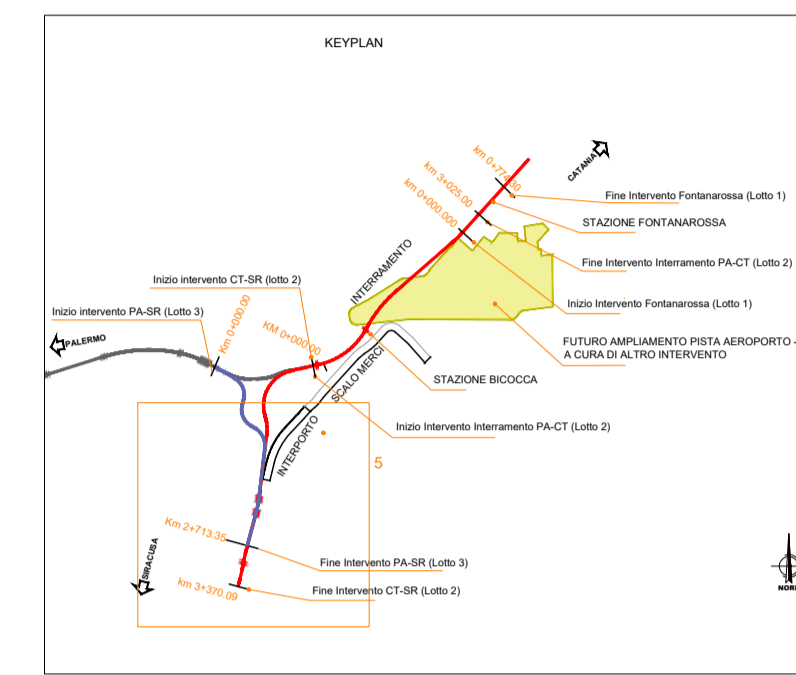 KEYPLAN
CATANIA
km 0+774.30
km 3+025.00
km 0+000.000
Fine Intervento Fontanarossa (Lotto 1)
STAZIONE FONTANAROSSA
INTERRAMENTO
Fine Intervento Interramento PA-CT (Lotto 2)
Inizio intervento CT-SR (lotto 2)
Inizio Intervento Fontanarossa (Lotto 1)
Inizio intervento PA-SR (Lotto 3)
Km 0+000.00
KM 0+000.00
PALERMO
FUTURO AMPLIAMENTO PISTA AEROPORTO -
A CURA DI ALTRO INTERVENTO
SCALO MERCI
STAZIONE BICOCCA
Inizio Intervento Interramento PA-CT (Lotto 2)
INTERPORTO
5
Km 2+713.35
SIRACUSA
Fine Intervento PA-SR (Lotto 3)
km 3+370.09
Fine Intervento CT-SR (Lotto 2)